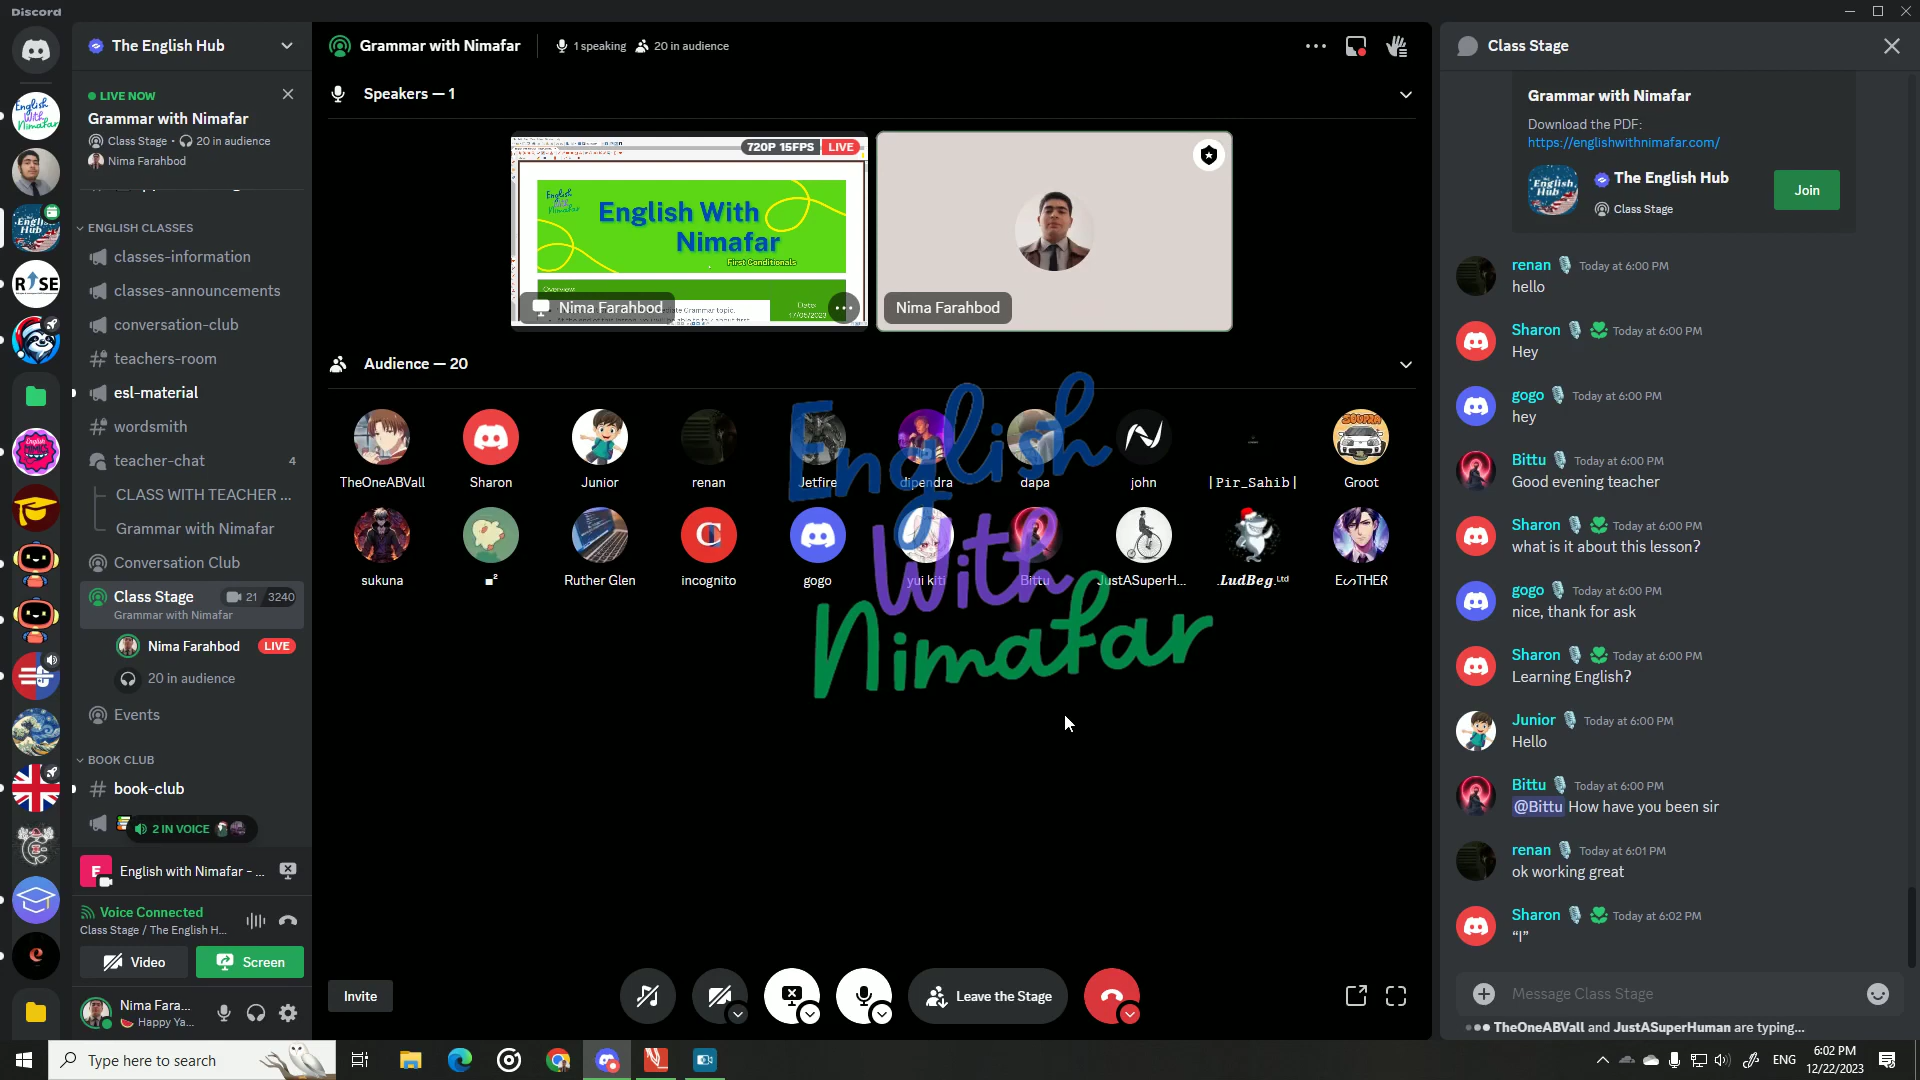 Discord
The English Hub
LIVE NOW
Grammar with Nimafar
Class Stage • 20 in audience
Nima Farahbod
ENGLISH CLASSES
classes-information
classes-announcements
conversation-club
teachers-room
esl-material
wordsmith
teacher-chat 4
CLASS WITH TEACHER ...
Grammar with Nimafar
Conversation Club
Class Stage 21 3240
Grammar with Nimafar
Nima Farahbod LIVE
20 in audience
Events
BOOK CLUB
book-club
2 IN VOICE
English with Nimafar - ...
Voice Connected
Class Stage / The English H...
Video Screen
Nima Fara...
Happy Ya...
Grammar with Nimafar 1 speaking 20 in audience
Speakers — 1
720P 15FPS LIVE
English With
Nimafar
First Conditionals
Overview:
Date:
17/05/2023
Nima Farahbod
Nima Farahbod
Audience — 20
TheOneABVall Sharon Junior renan Jetfire dipendra dapa john |Pir_Sahib| Groot
sukuna ■² Ruther Glen incognito gogo yui kiti Bittu JustASuperH... .LudBeg.Ltd EᔕTHER
English
With
Nimafar
Invite
Leave the Stage
Class Stage
Grammar with Nimafar
Download the PDF:
https://englishwithnimafar.com/
The English Hub
Class Stage
Join
renan Today at 6:00 PM
hello
Sharon Today at 6:00 PM
Hey
gogo Today at 6:00 PM
hey
Bittu Today at 6:00 PM
Good evening teacher
Sharon Today at 6:00 PM
what is it about this lesson?
gogo Today at 6:00 PM
nice, thank for ask
Sharon Today at 6:00 PM
Learning English?
Junior Today at 6:00 PM
Hello
Bittu Today at 6:00 PM
@Bittu How have you been sir
renan Today at 6:01 PM
ok working great
Sharon Today at 6:02 PM
“I”
Message Class Stage
TheOneABVall and JustASuperHuman are typing...
Type here to search
ENG
6:02 PM
12/22/2023